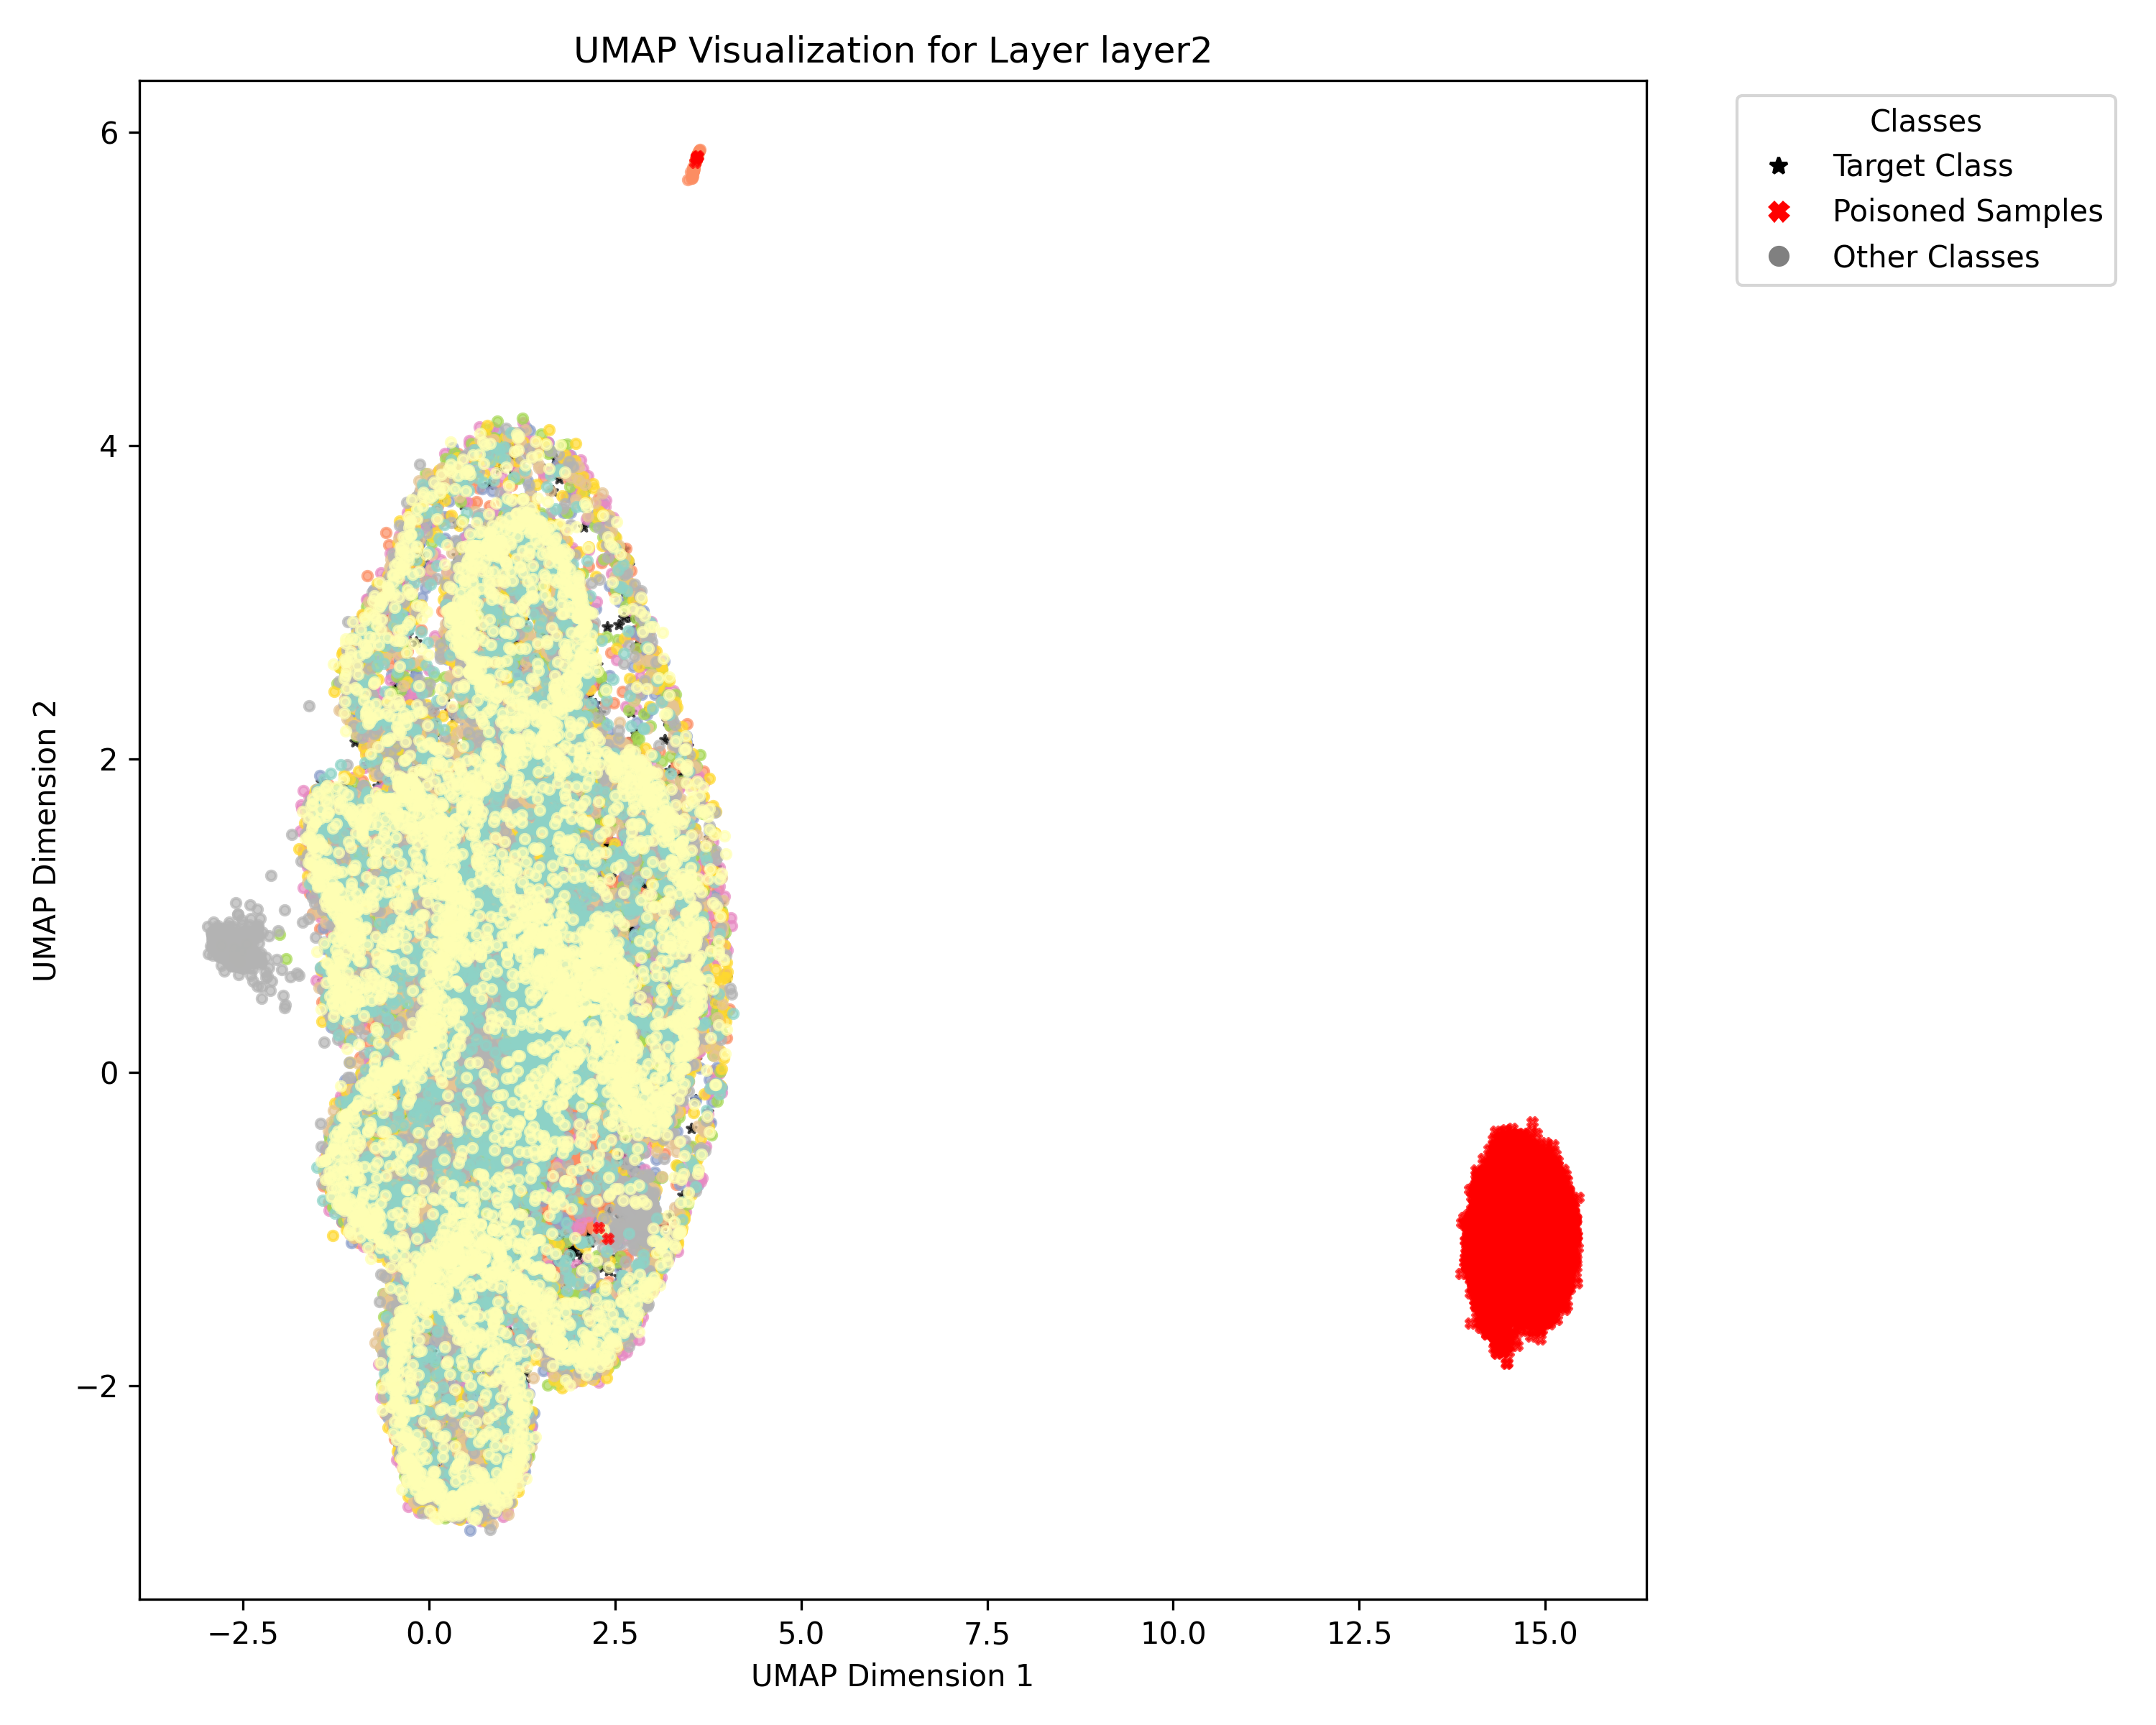 UMAP Visualization for Layer layer2
Classes
Target Class
Poisoned Samples
Other Classes
6
4
2
0
−2
UMAP Dimension 2
−2.5 0.0 2.5 5.0 7.5 10.0 12.5 15.0
UMAP Dimension 1